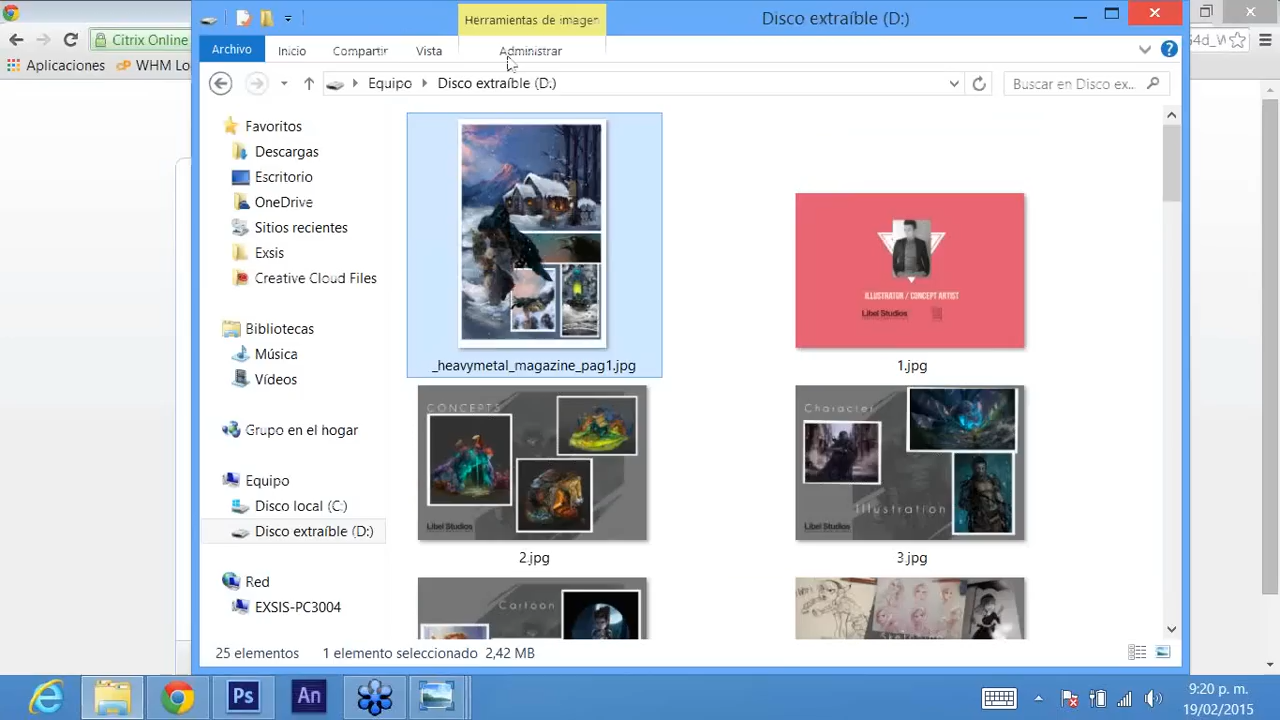 Herramientas de imagen
Disco extraíble (D:)
Archivo
Inicio
Compartir
Vista
Administrar
Citrix Online
Aplicaciones
WHM Lo
Equipo
Disco extraíble (D:)
Buscar en Disco ex...
Favoritos
Descargas
Escritorio
OneDrive
Sitios recientes
Exsis
Creative Cloud Files
Bibliotecas
Música
Vídeos
Grupo en el hogar
Equipo
Disco local (C:)
Disco extraíble (D:)
Red
EXSIS-PC3004
_heavymetal_magazine_pag1.jpg
ILLUSTRATOR / CONCEPT ARTIST
Libel Studios
1.jpg
CONCEPTS
Libel Studios
2.jpg
Character
Illustration
Libel Studios
3.jpg
Cartoon
25 elementos
1 elemento seleccionado 2,42 MB
Ps
An
9:20 p. m.
19/02/2015